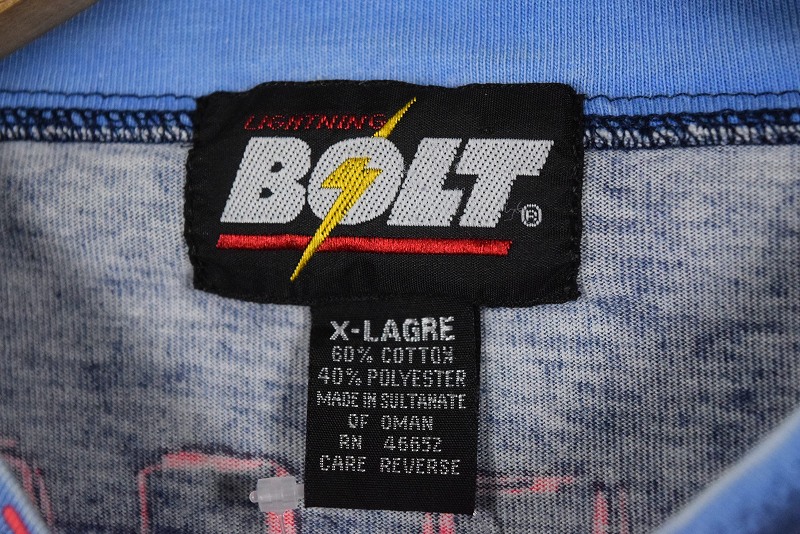 LIGHTNING
BOLT
®
X-LAGRE
60% COTTON
40% POLYESTER
MADE IN SULTANATE
OF OMAN
RN 46652
CARE REVERSE